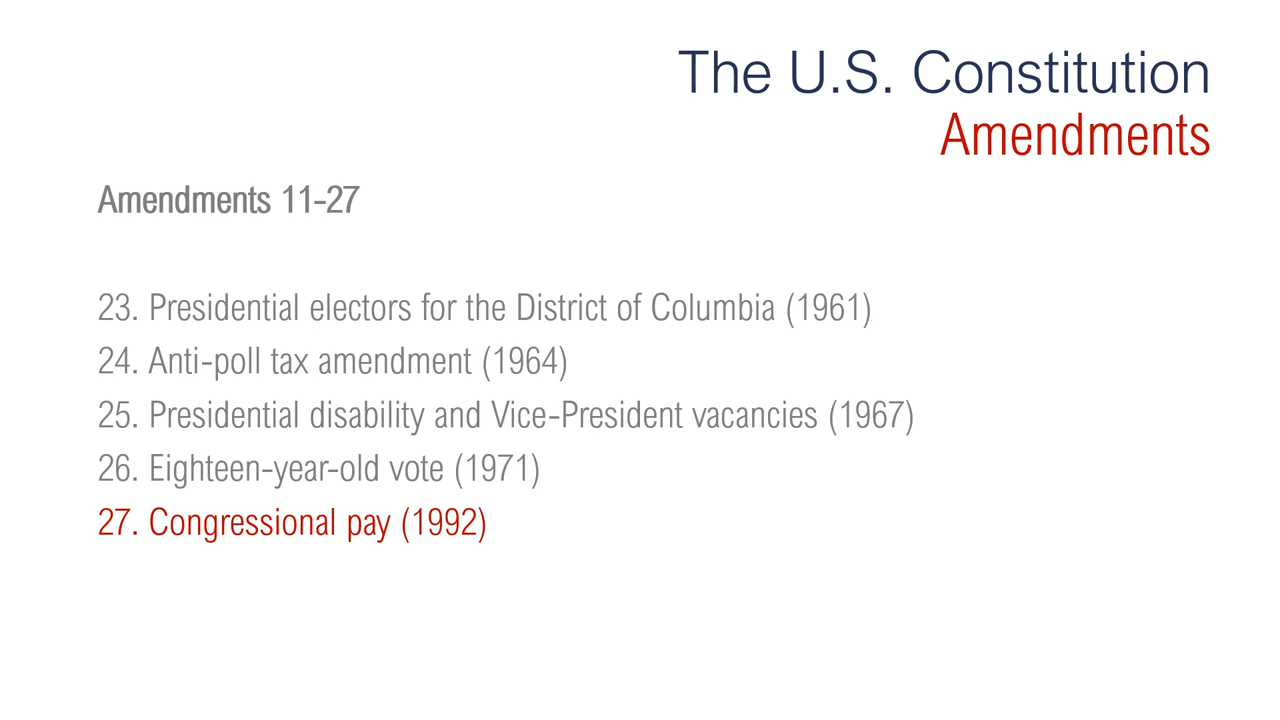 The U.S. Constitution
Amendments
Amendments 11-27
23. Presidential electors for the District of Columbia (1961)
24. Anti-poll tax amendment (1964)
25. Presidential disability and Vice-President vacancies (1967)
26. Eighteen-year-old vote (1971)
27. Congressional pay (1992)